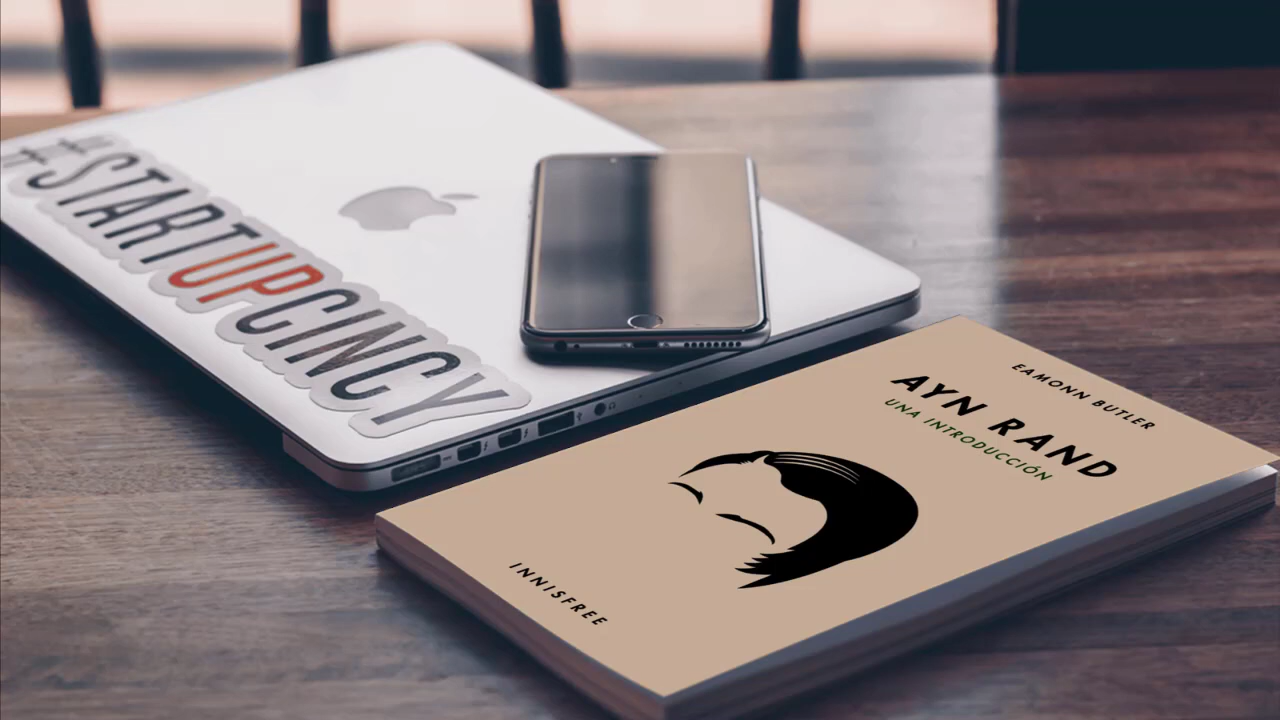 #STARTUPCINCY
EAMONN BUTLER
AYN RAND
UNA INTRODUCCIÓN
INNISFREE